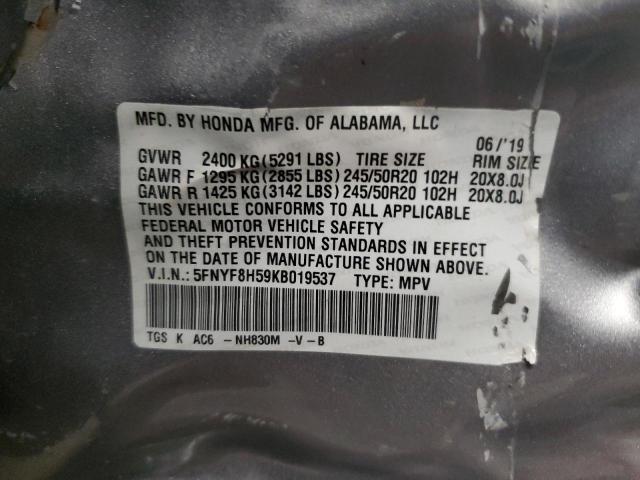 MFD. BY HONDA MFG. OF ALABAMA, LLC
06/'19
GVWR 2400 KG (5291 LBS) TIRE SIZE RIM SIZE
GAWR F 1295 KG (2855 LBS) 245/50R20 102H 20X8.0J
GAWR R 1425 KG (3142 LBS) 245/50R20 102H 20X8.0J
THIS VEHICLE CONFORMS TO ALL APPLICABLE
FEDERAL MOTOR VEHICLE SAFETY
AND THEFT PREVENTION STANDARDS IN EFFECT
ON THE DATE OF MANUFACTURE SHOWN ABOVE.
V.I.N.: 5FNYF8H59KB019537 TYPE: MPV
TGS K AC6 -NH830M -V-B